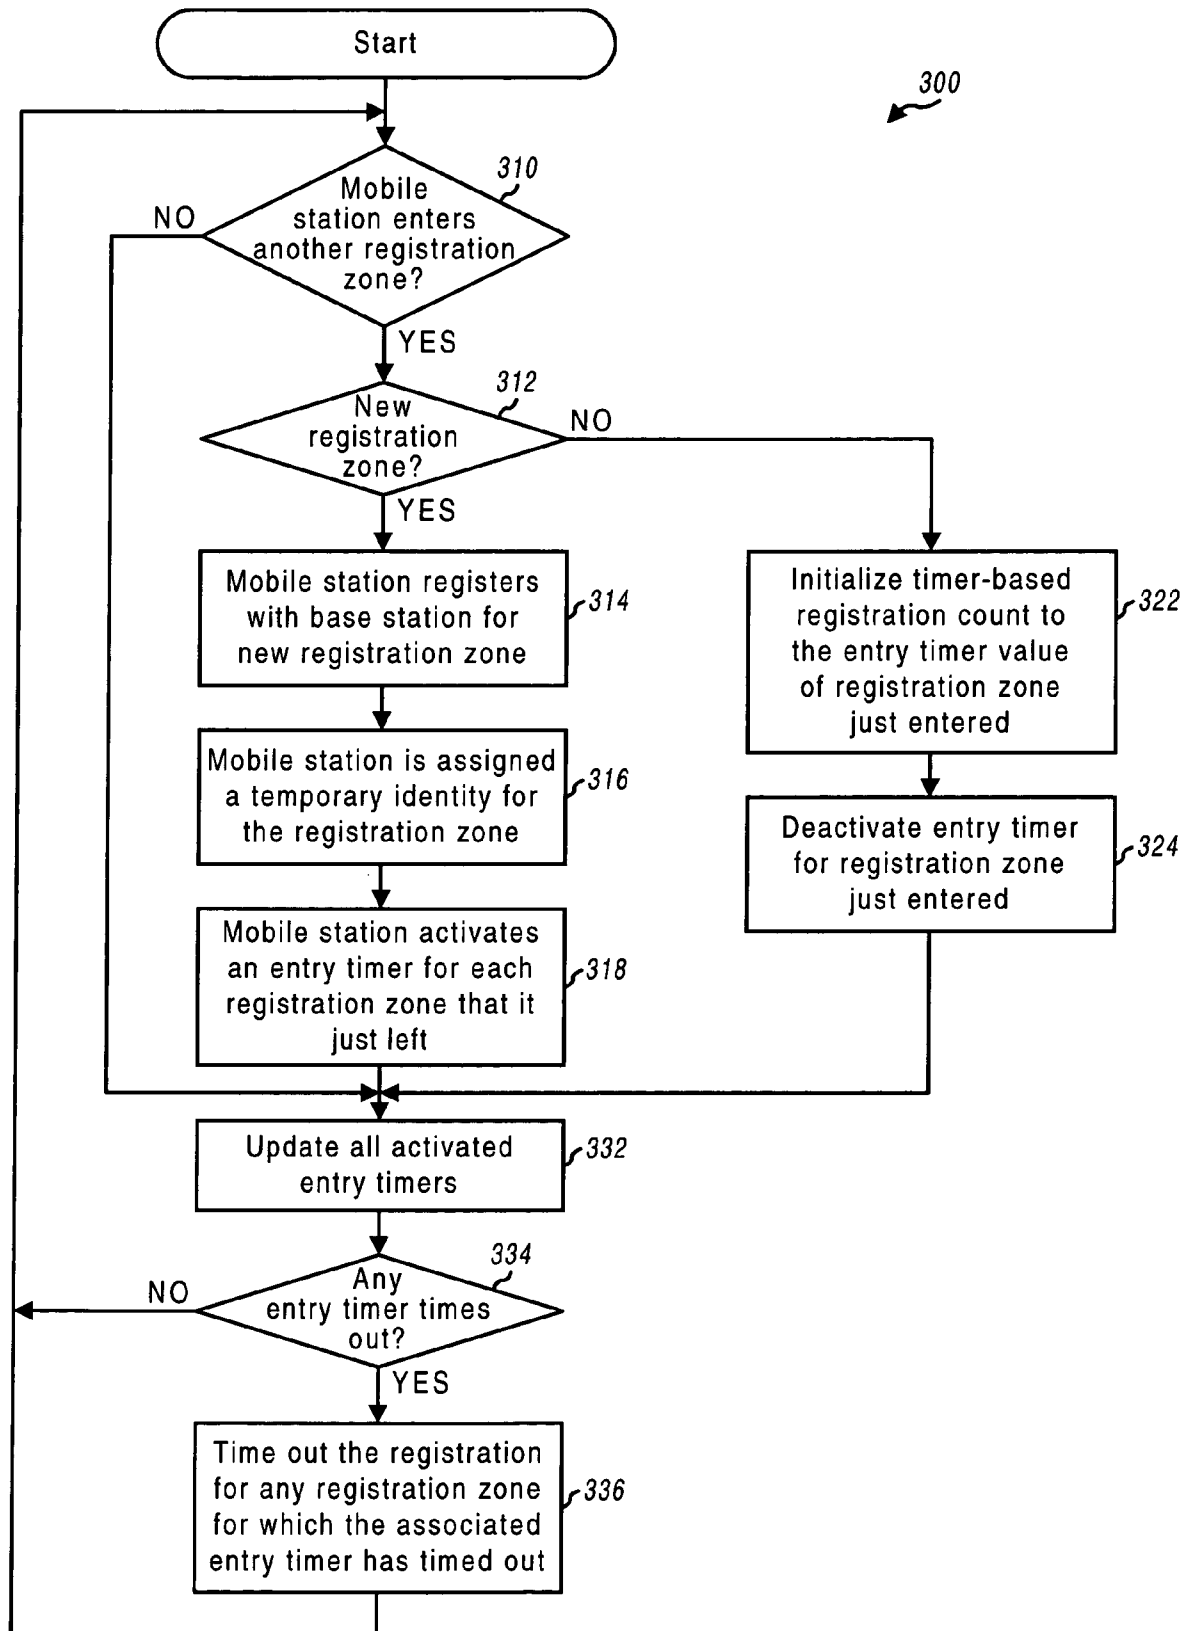 Start
300
310
Mobile
station enters
another registration
zone?
NO
YES
312
New
registration
zone?
NO
YES
Mobile station registers
with base station for
new registration zone
314
Initialize timer-based
registration count to
the entry timer value
of registration zone
just entered
322
Mobile station is assigned
a temporary identity for
the registration zone
316
Deactivate entry timer
for registration zone
just entered
324
Mobile station activates
an entry timer for each
registration zone that it
just left
318
Update all activated
entry timers
332
334
Any
entry timer times
out?
NO
YES
Time out the registration
for any registration zone
for which the associated
entry timer has timed out
336